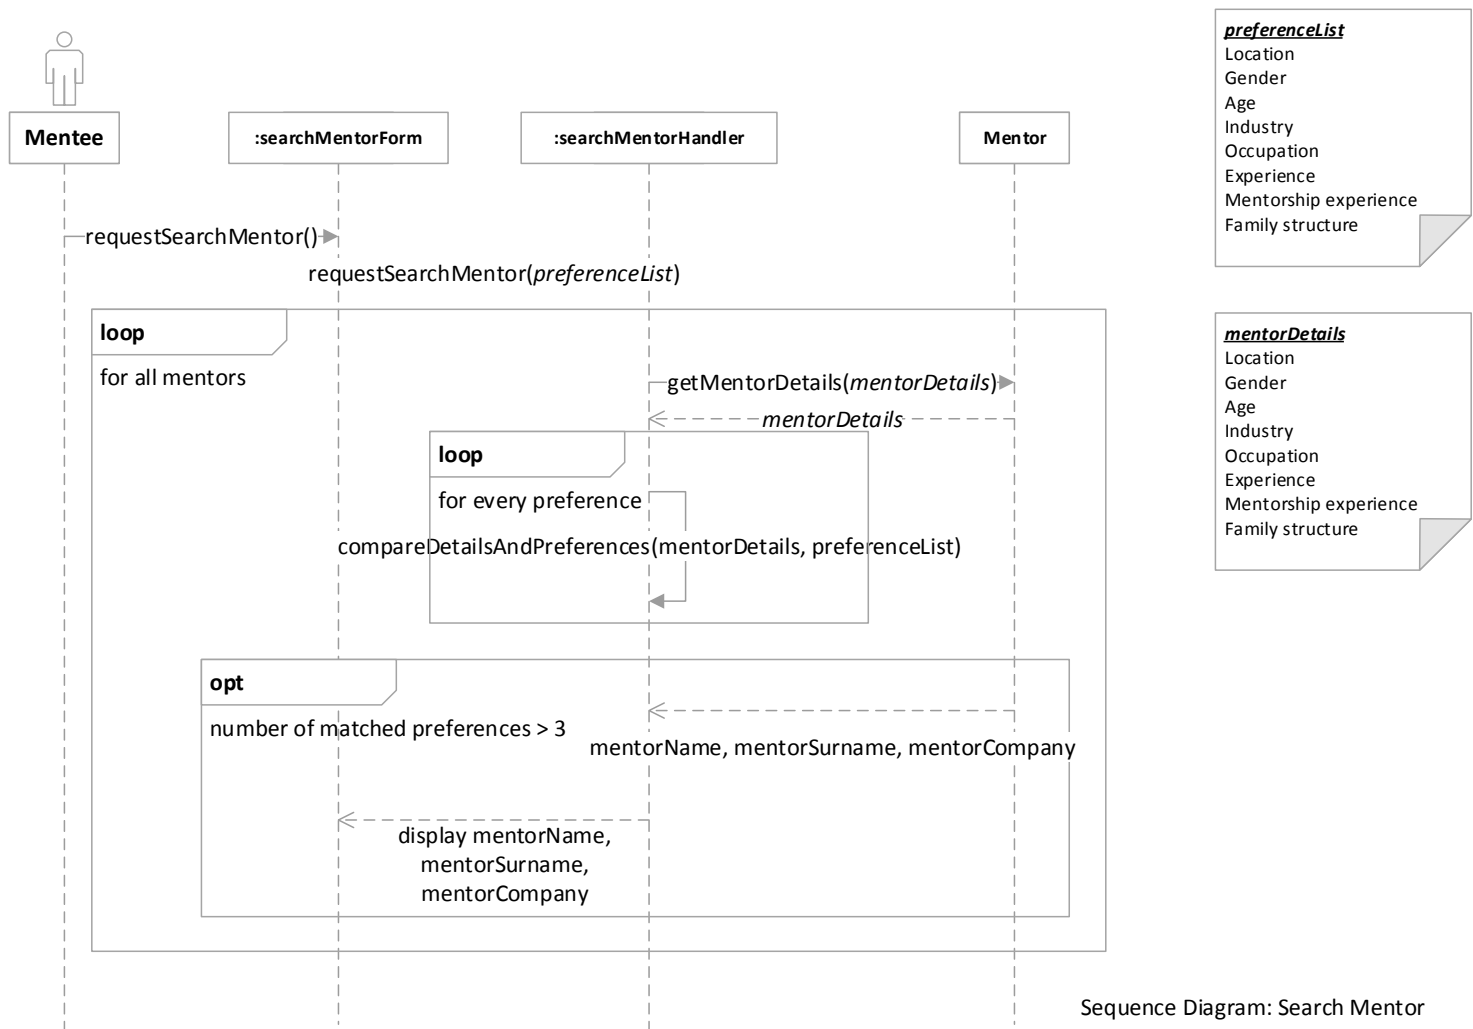 Mentee
:searchMentorForm
:searchMentorHandler
Mentor
requestSearchMentor()
requestSearchMentor(preferenceList)
loop
for all mentors
getMentorDetails(mentorDetails)
mentorDetails
loop
for every preference
compareDetailsAndPreferences(mentorDetails, preferenceList)
opt
number of matched preferences > 3
mentorName, mentorSurname, mentorCompany
display mentorName,
mentorSurname,
mentorCompany
preferenceList
Location
Gender
Age
Industry
Occupation
Experience
Mentorship experience
Family structure
mentorDetails
Location
Gender
Age
Industry
Occupation
Experience
Mentorship experience
Family structure
Sequence Diagram: Search Mentor